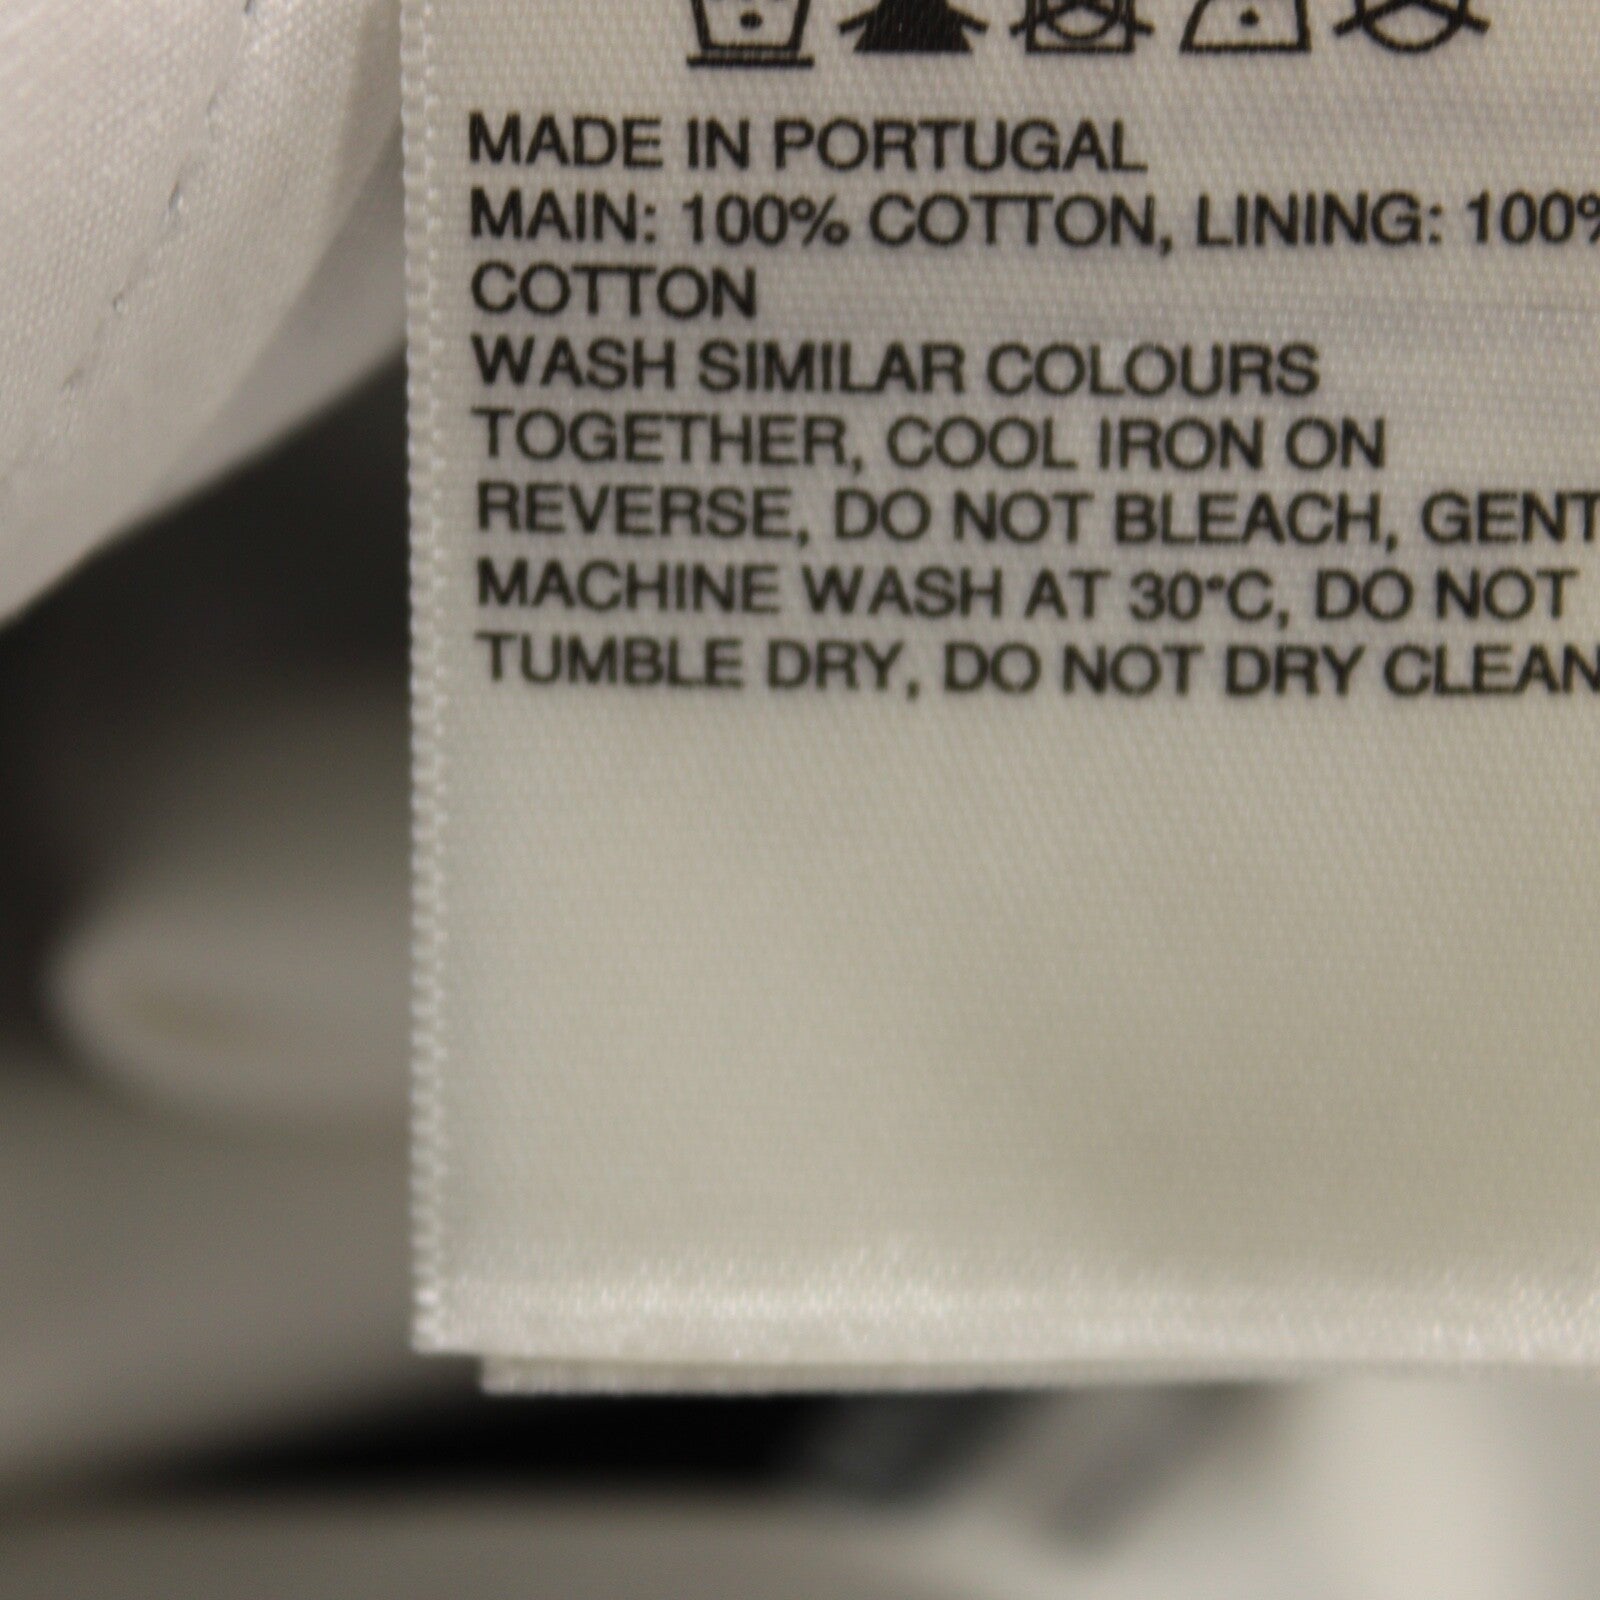 MADE IN PORTUGAL
MAIN: 100% COTTON, LINING: 100%
COTTON
WASH SIMILAR COLOURS
TOGETHER, COOL IRON ON
REVERSE, DO NOT BLEACH, GENT
MACHINE WASH AT 30°C, DO NOT
TUMBLE DRY, DO NOT DRY CLEAN